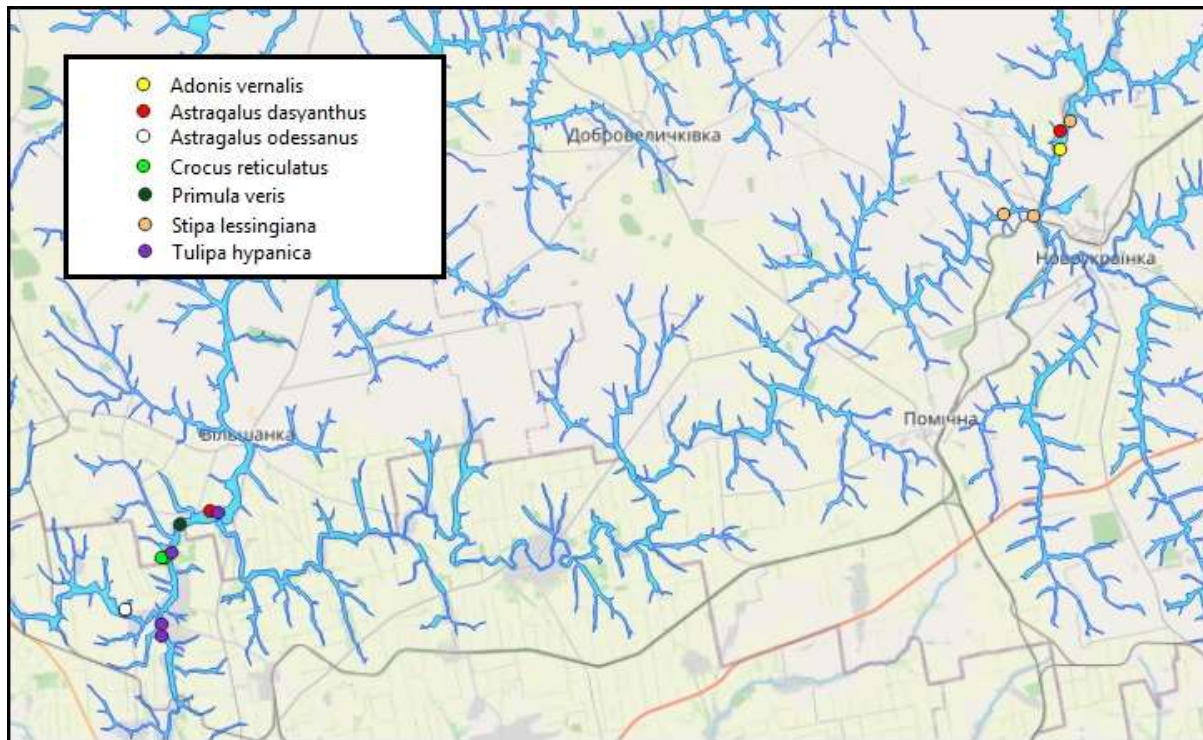 Adonis vernalis
Astragalus dasyanthus
Astragalus odessanus
Crocus reticulatus
Primula veris
Stipa lessingiana
Tulipa hypanica
Добровеличківка
Новоукраїнка
Помічна
Вільшанка